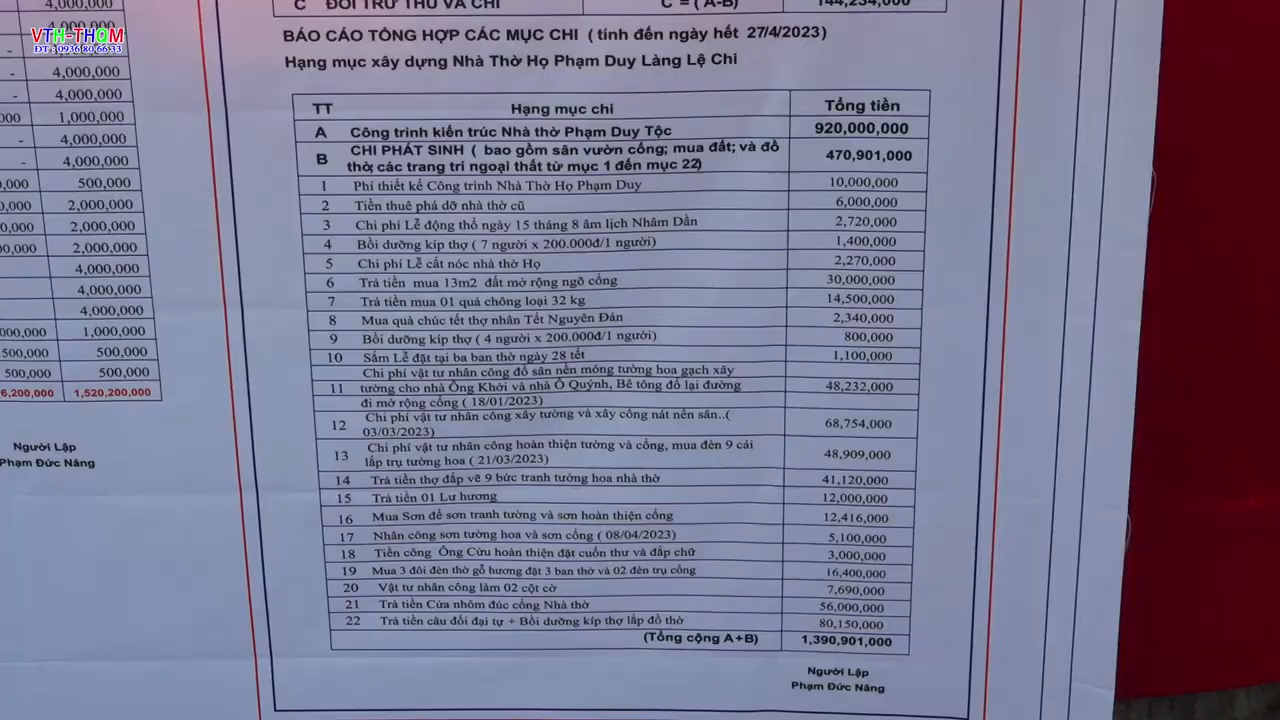 VTH-THOM
ĐT : 0936 80 66 33
4,000,000
4,000,000
- 4,000,000
- 4,000,000
000 1,000,000
- 4,000,000
- 4,000,000
0,000 500,000
0,000 2,000,000
0,000 2,000,000
00,000 2,000,000
4,000,000
4,000,000
4,000,000
000,000 1,000,000
500,000 500,000
500,000 500,000
6,200,000 1,520,200,000
Người Lập
Phạm Đức Năng
C ĐỐI TRỪ THU VÀ CHI C = ( A-B) 144,234,000
BÁO CÁO TỔNG HỢP CÁC MỤC CHI ( tính đến ngày hết 27/4/2023)
Hạng mục xây dựng Nhà Thờ Họ Phạm Duy Làng Lệ Chi
TT Hạng mục chi Tổng tiền
A Công trình kiến trúc Nhà thờ Phạm Duy Tộc 920,000,000
B CHI PHÁT SINH ( bao gồm sân vườn cổng; mua đất; và đồ
thờ; các trang trí ngoại thất từ mục 1 đến mục 22) 470,901,000
1 Phí thiết kế Công trình Nhà Thờ Họ Phạm Duy 10,000,000
2 Tiền thuê phá dỡ nhà thờ cũ 6,000,000
3 Chi phí Lễ động thổ ngày 15 tháng 8 âm lịch Nhâm Dần 2,720,000
4 Bồi dưỡng kíp thợ ( 7 người x 200.000đ/1 người) 1,400,000
5 Chi phí Lễ cất nóc nhà thờ Họ 2,270,000
6 Trả tiền mua 13m2 đất mở rộng ngõ cổng 30,000,000
7 Trả tiền mua 01 quả chông loại 32 kg 14,500,000
8 Mua quà chúc tết thợ nhân Tết Nguyên Đán 2,340,000
9 Bồi dưỡng kíp thợ ( 4 người x 200.000đ/1 người) 800,000
10 Sắm Lễ đặt tại ba ban thờ ngày 28 tết 1,100,000
Chi phí vật tư nhân công đổ sân nền móng tường hoa gạch xây
11 tường cho nhà Ông Khởi và nhà Ô Quýnh, Bê tông đổ lại đường 48,232,000
đi mở rộng cổng ( 18/01/2023)
12 Chi phí vật tư nhân công xây tường và xây cổng nát nền sân..(
03/03/2023) 68,754,000
13 Chi phí vật tư nhân công hoàn thiện tường và cổng, mua đèn 9 cái
lắp trụ tường hoa ( 21/03/2023) 48,909,000
14 Trả tiền thợ đắp vẽ 9 bức tranh tường hoa nhà thờ 41,120,000
15 Trả tiền 01 Lư hương 12,000,000
16 Mua Sơn để sơn tranh tường và sơn hoàn thiện cổng 12,416,000
17 Nhân công sơn tường hoa và sơn cổng ( 08/04/2023) 5,100,000
18 Tiền công Ông Cừu hoàn thiện đặt cuốn thư và đắp chữ 3,000,000
19 Mua 3 đôi đèn thờ gỗ hương đặt 3 ban thờ và 02 đèn trụ cổng 16,400,000
20 Vật tư nhân công làm 02 cột cờ 7,690,000
21 Trả tiền Cửa nhôm đúc cổng Nhà thờ 56,000,000
22 Trả tiền câu đối đại tự + Bồi dưỡng kíp thợ lắp đồ thờ 80,150,000
(Tổng cộng A+B) 1,390,901,000
Người Lập
Phạm Đức Năng